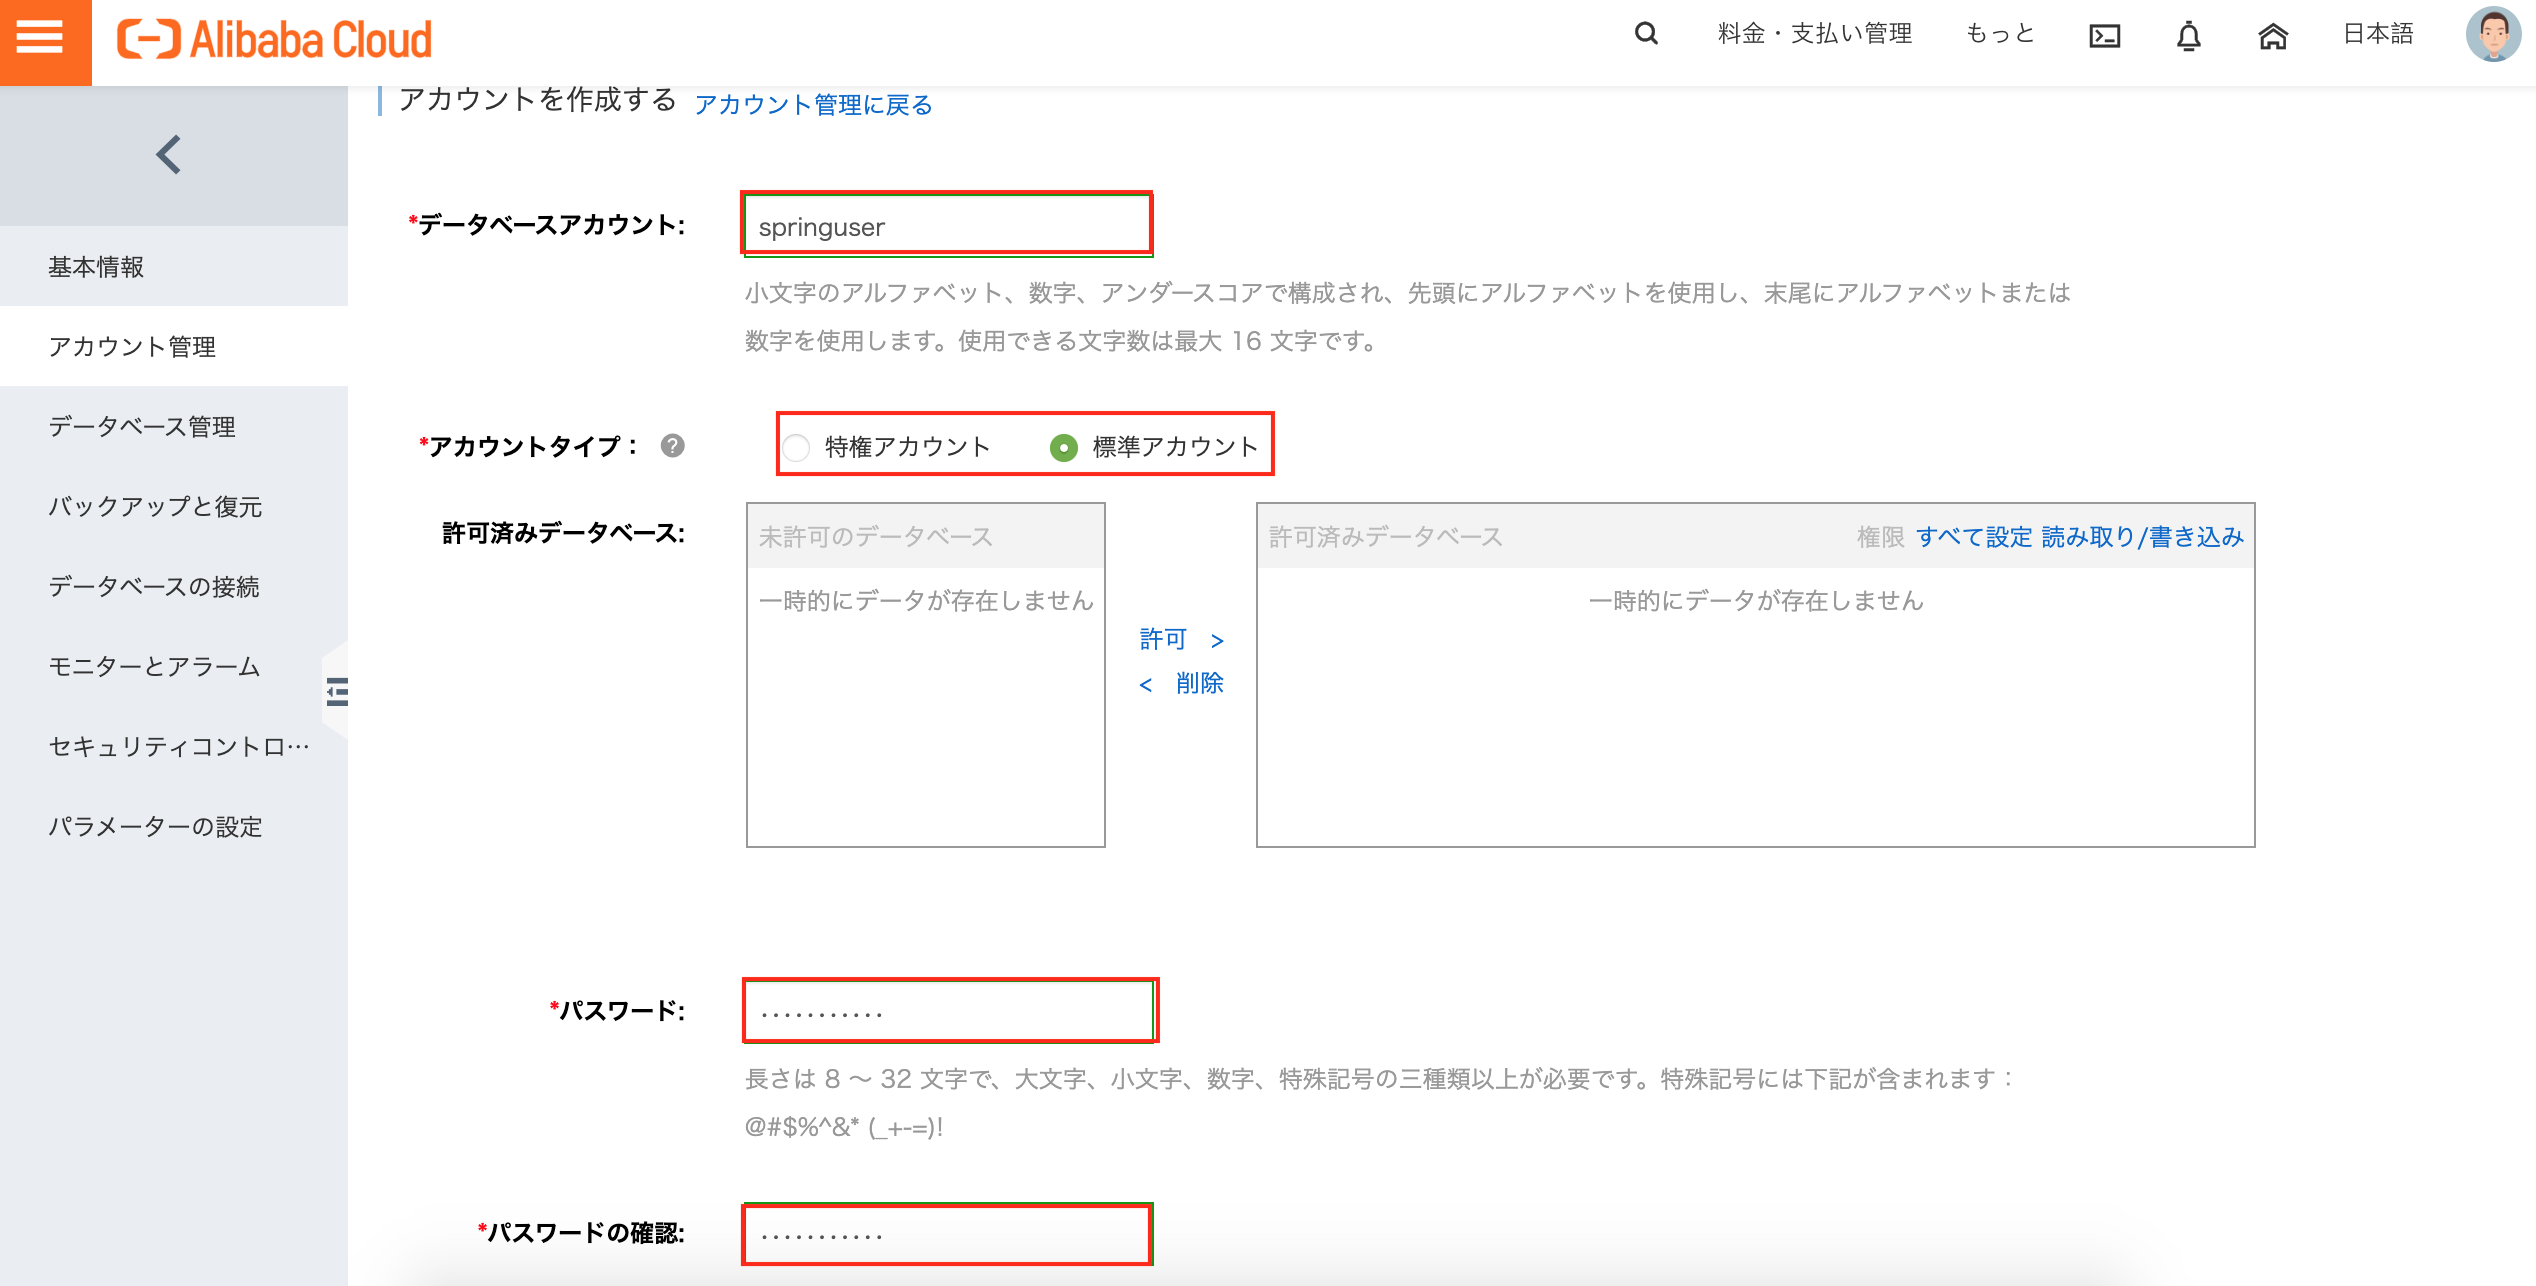 Alibaba Cloud
料金・支払い管理 もっと 日本語
アカウントを作成する アカウント管理に戻る
基本情報
アカウント管理
データベース管理
バックアップと復元
データベースの接続
モニターとアラーム
セキュリティコントロ…
パラメーターの設定
*データベースアカウント: springuser
小文字のアルファベット、数字、アンダースコアで構成され、先頭にアルファベットを使用し、末尾にアルファベットまたは
数字を使用します。使用できる文字数は最大 16 文字です。
*アカウントタイプ： ? 特権アカウント 標準アカウント
許可済みデータベース: 未許可のデータベース 許可済みデータベース 権限 すべて設定 読み取り/書き込み
一時的にデータが存在しません 一時的にデータが存在しません
許可 >
< 削除
*パスワード: ···········
長さは 8 ～ 32 文字で、大文字、小文字、数字、特殊記号の三種類以上が必要です。特殊記号には下記が含まれます：
@#$%^&* (_+-=)!
*パスワードの確認: ···········